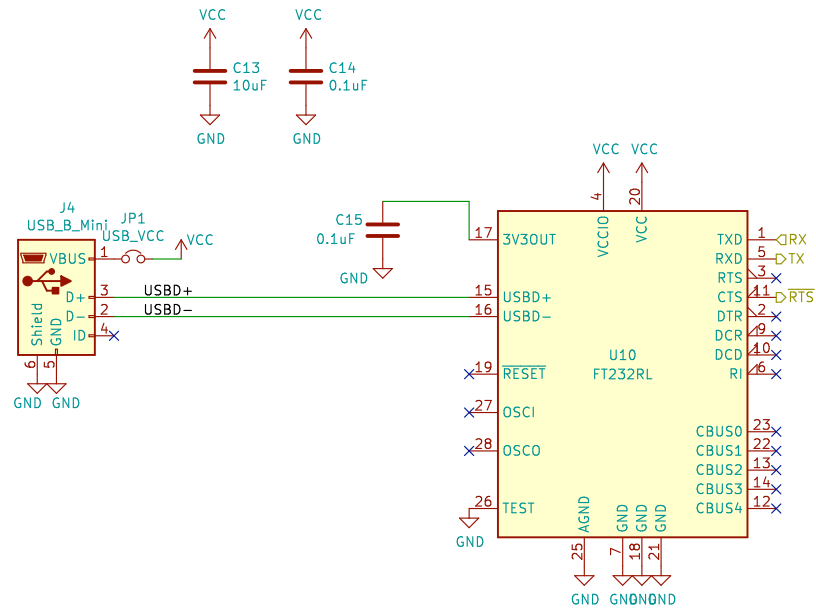 VCC VCC
C13 C14
10uF 0.1uF
GND GND
VCC VCC
4 20
J4
USB_B_Mini JP1
USB_VCC
VCC
VBUS 1
D+ 3 USBD+
D- 2 USBD-
ID 4
Shield GND
6 5
GND GND
C15
0.1uF
GND
17 3V3OUT VCCIO VCC TXD 1 RX
RXD 5 TX
RTS 3
15 USBD+ CTS 11 RTS
16 USBD- DTR 2
DCR 9
DCD 10
U10
19 RESET FT232RL RI 6
27 OSCI
CBUS0 23
28 OSCO CBUS1 22
CBUS2 13
CBUS3 14
26 TEST CBUS4 12
GND
AGND GND GND GND
25 7 18 21
GND GND GND GND